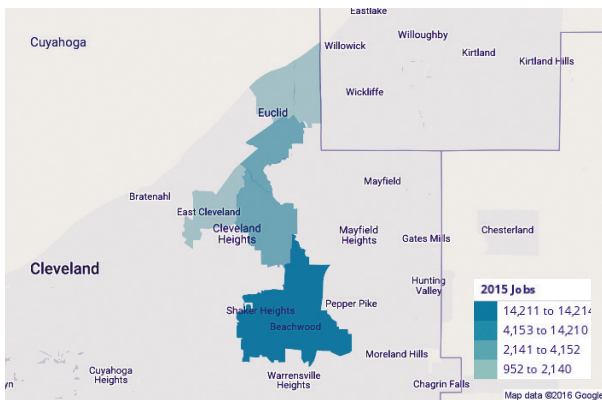 Eastlake
Willoughby
Cuyahoga
Willowick
Kirtland
Kirtland Hills
Wickliffe
Euclid
Mayfield
Bratenahl
East Cleveland
Cleveland
Heights
Mayfield
Heights
Gates Mills
Chesterland
Cleveland
Hunting
Valley
Pepper Pike
Shaker Heights
Beachwood
Moreland Hills
Cuyahoga
Heights
Warrensville
Heights
Chagrin Falls
yn
2015 Jobs
14,211 to 14,214
4,153 to 14,210
2,141 to 4,152
952 to 2,140
Map data ©2016 Google